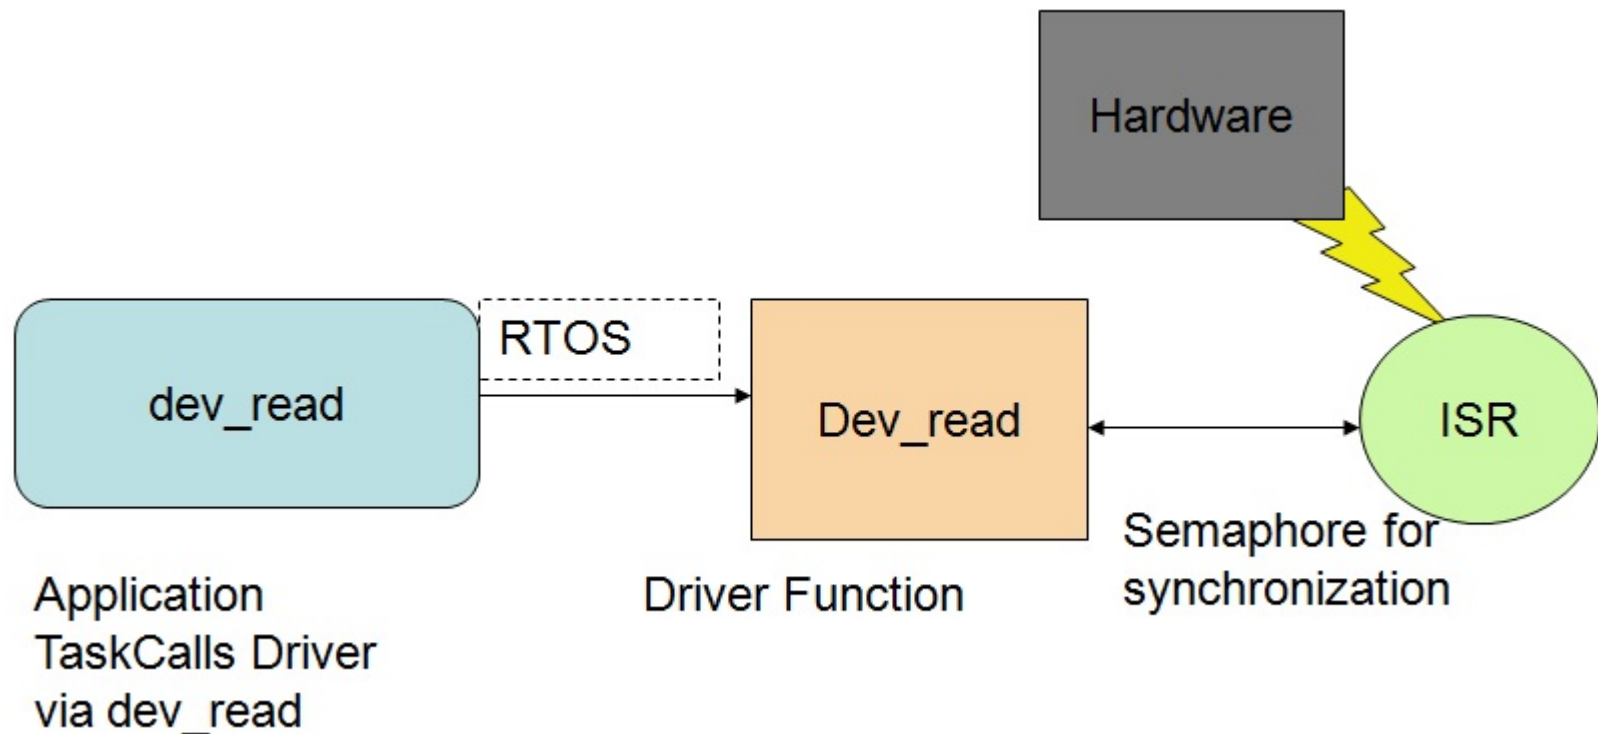 Hardware
RTOS
dev_read
Dev_read
ISR
Semaphore for
synchronization
Application
TaskCalls Driver
via dev_read
Driver Function